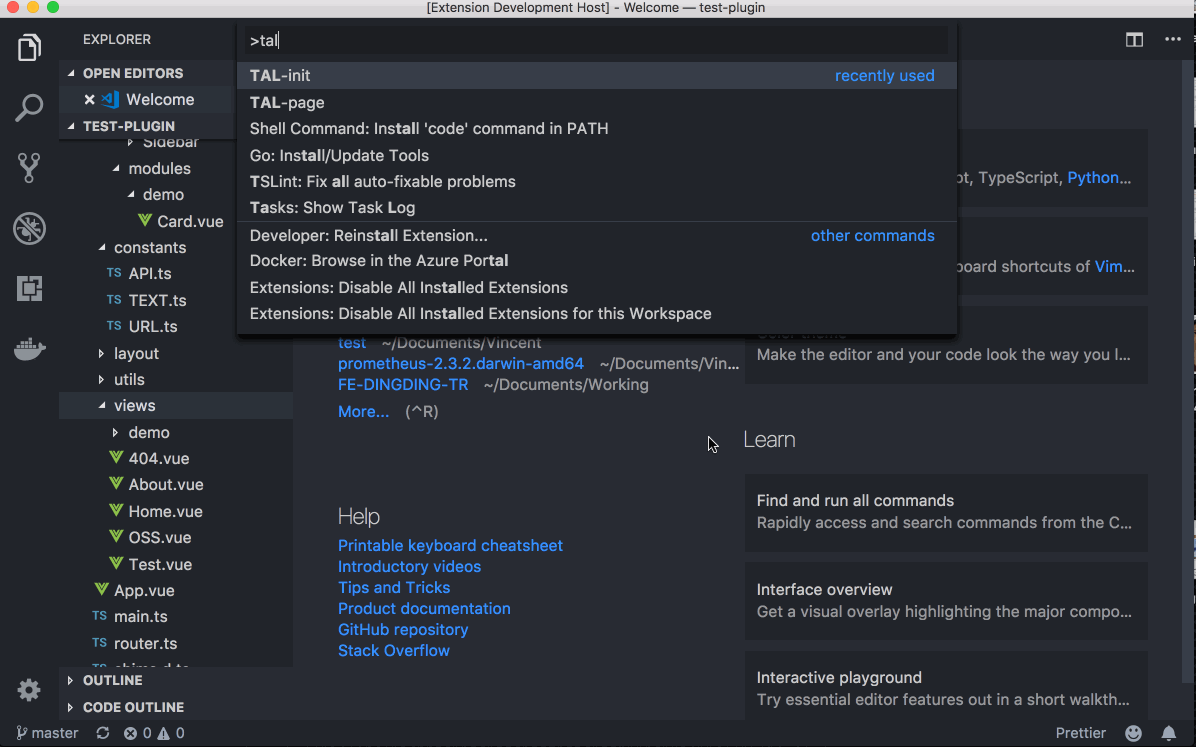 [Extension Development Host] - Welcome — test-plugin
EXPLORER
OPEN EDITORS
Welcome
TEST-PLUGIN
Sidebar
modules
demo
Card.vue
constants
TS API.ts
TS TEXT.ts
TS URL.ts
layout
utils
views
demo
404.vue
About.vue
Home.vue
OSS.vue
Test.vue
App.vue
TS main.ts
TS router.ts
OUTLINE
CODE OUTLINE
>tal
TAL-init recently used
TAL-page
Shell Command: Install 'code' command in PATH
Go: Install/Update Tools
TSLint: Fix all auto-fixable problems
Tasks: Show Task Log
Developer: Reinstall Extension... other commands
Docker: Browse in the Azure Portal
Extensions: Disable All Installed Extensions
Extensions: Disable All Installed Extensions for this Workspace
test ~/Documents/Vincent
prometheus-2.3.2.darwin-amd64 ~/Documents/Vin...
FE-DINGDING-TR ~/Documents/Working
More... (^R)
Help
Printable keyboard cheatsheet
Introductory videos
Tips and Tricks
Product documentation
GitHub repository
Stack Overflow
pt, TypeScript, Python...
board shortcuts of Vim...
Color theme
Make the editor and your code look the way you l...
Learn
Find and run all commands
Rapidly access and search commands from the C...
Interface overview
Get a visual overlay highlighting the major compo...
Interactive playground
Try essential editor features out in a short walkth...
master 0 0 Prettier